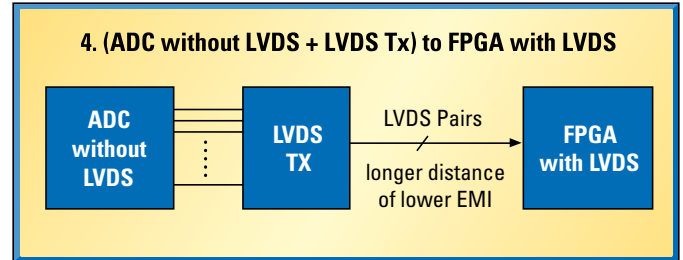 4. (ADC without LVDS + LVDS Tx) to FPGA with LVDS
ADC
without
LVDS
LVDS
TX
LVDS Pairs
longer distance
of lower EMI
FPGA
with LVDS